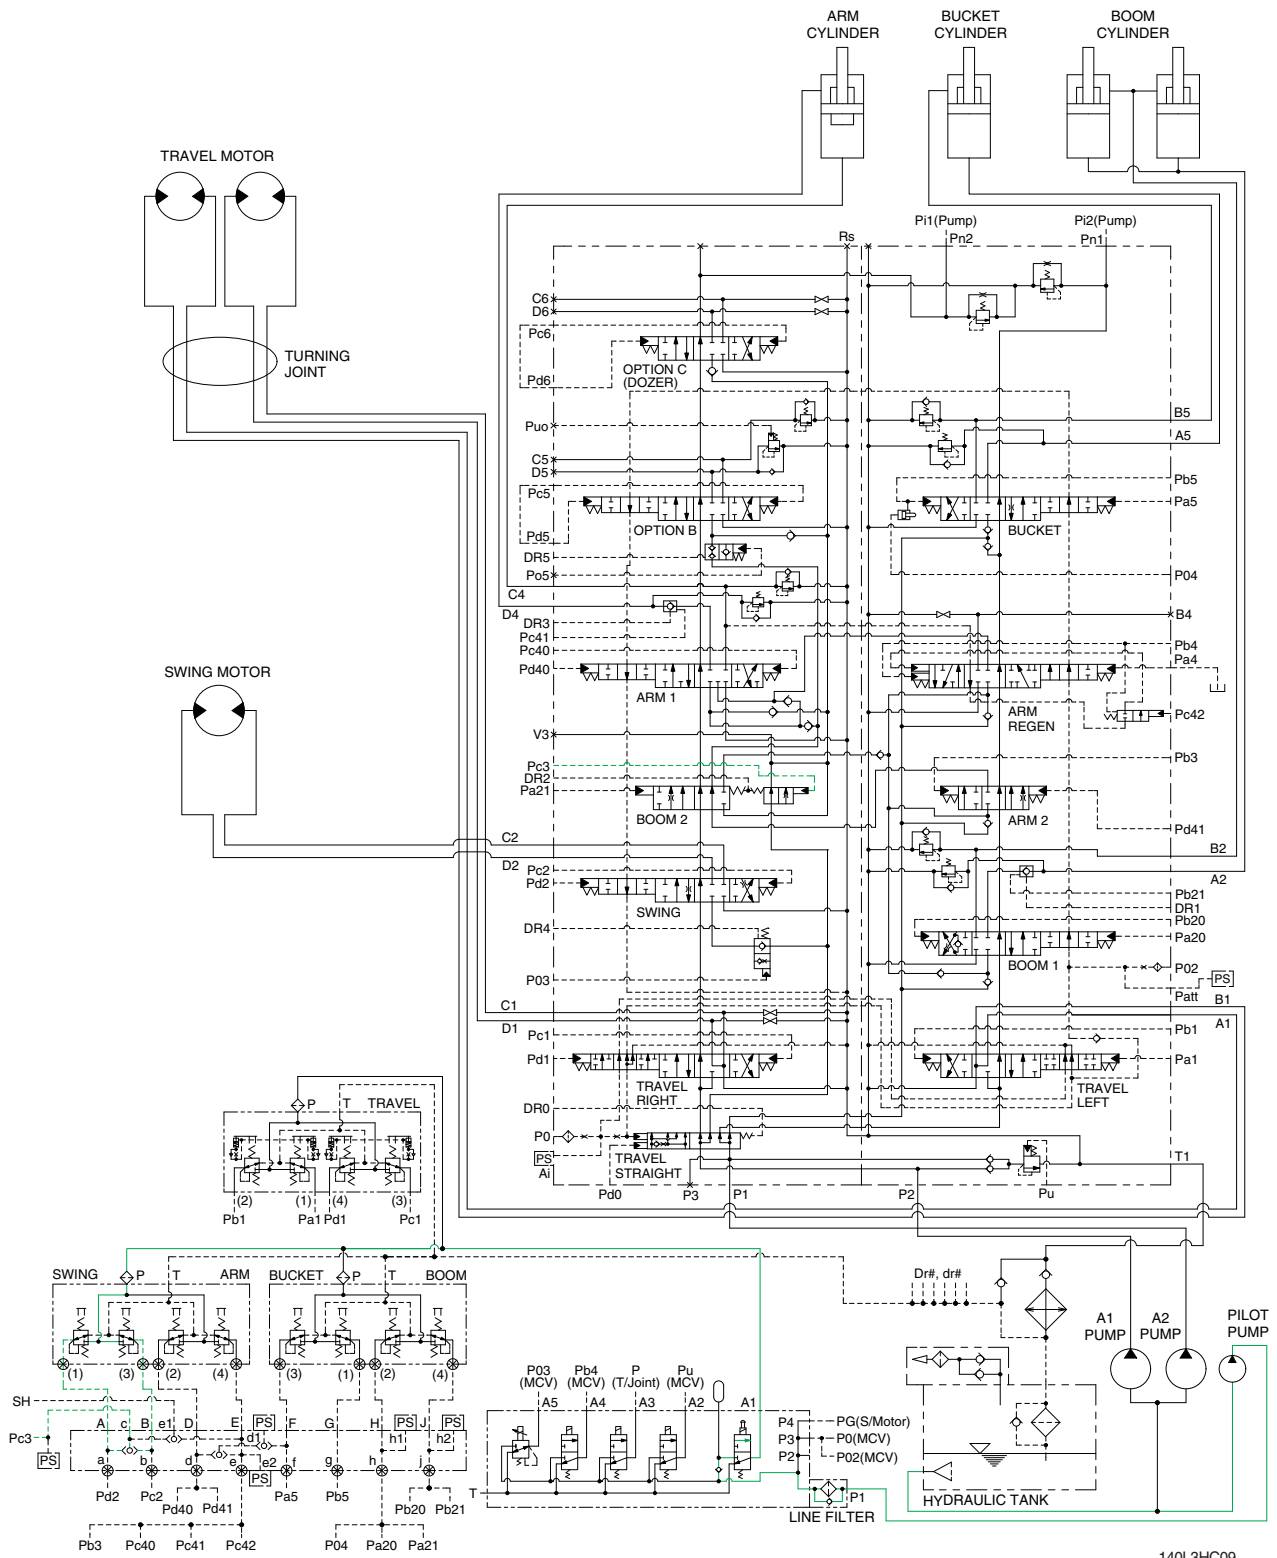 ARM
CYLINDER
BUCKET
CYLINDER
BOOM
CYLINDER
TRAVEL MOTOR
TURNING
JOINT
Pi1(Pump)
Pn2
Pi2(Pump)
Pn1
Rs
C6
D6
Pc6
Pd6
OPTION C
(DOZER)
Puo
C5
D5
Pc5
Pd5
OPTION B
DR5
Po5
C4
D4
DR3
Pc41
Pc40
Pd40
ARM 1
B5
A5
Pb5
Pa5
BUCKET
P04
B4
Pb4
Pa4
ARM
REGEN
Pc42
SWING MOTOR
V3
Pc3
DR2
Pa21
BOOM 2
Pb3
ARM 2
Pd41
C2
D2
Pc2
Pd2
SWING
DR4
P03
B2
A2
Pb21
DR1
Pb20
Pa20
BOOM 1
P02
PS
Patt
C1
D1
Pc1
Pd1
TRAVEL
RIGHT
B1
A1
Pb1
Pa1
TRAVEL
LEFT
DR0
P0
PS
Ai
TRAVEL
STRAIGHT
Pd0
P3
P1
P2
Pu
T1
P
T
TRAVEL
(2)
(1)
(4)
(3)
Pb1
Pa1
Pd1
Pc1
SWING
P
T
ARM
BUCKET
P
T
BOOM
(1)
(3)
(2)
(4)
(3)
(1)
(2)
(4)
SH
Pc3
PS
A
c
B
e1
D
E
d1
PS
F
G
H
PS
h1
J
PS
h2
a
b
d
e
PS
e2
f
g
h
j
Pd2
Pc2
Pd40
Pd41
Pa5
Pb5
Pb20
Pb21
Pb3
Pc40
Pc41
Pc42
P04
Pa20
Pa21
P03
(MCV)
Pb4
(MCV)
P
(T/Joint)
Pu
(MCV)
A5
A4
A3
A2
A1
T
P4
PG(S/Motor)
P3
P0(MCV)
P2
P02(MCV)
P1
LINE FILTER
Dr#, dr#
A1
PUMP
A2
PUMP
PILOT
PUMP
HYDRAULIC TANK
140L3HC09